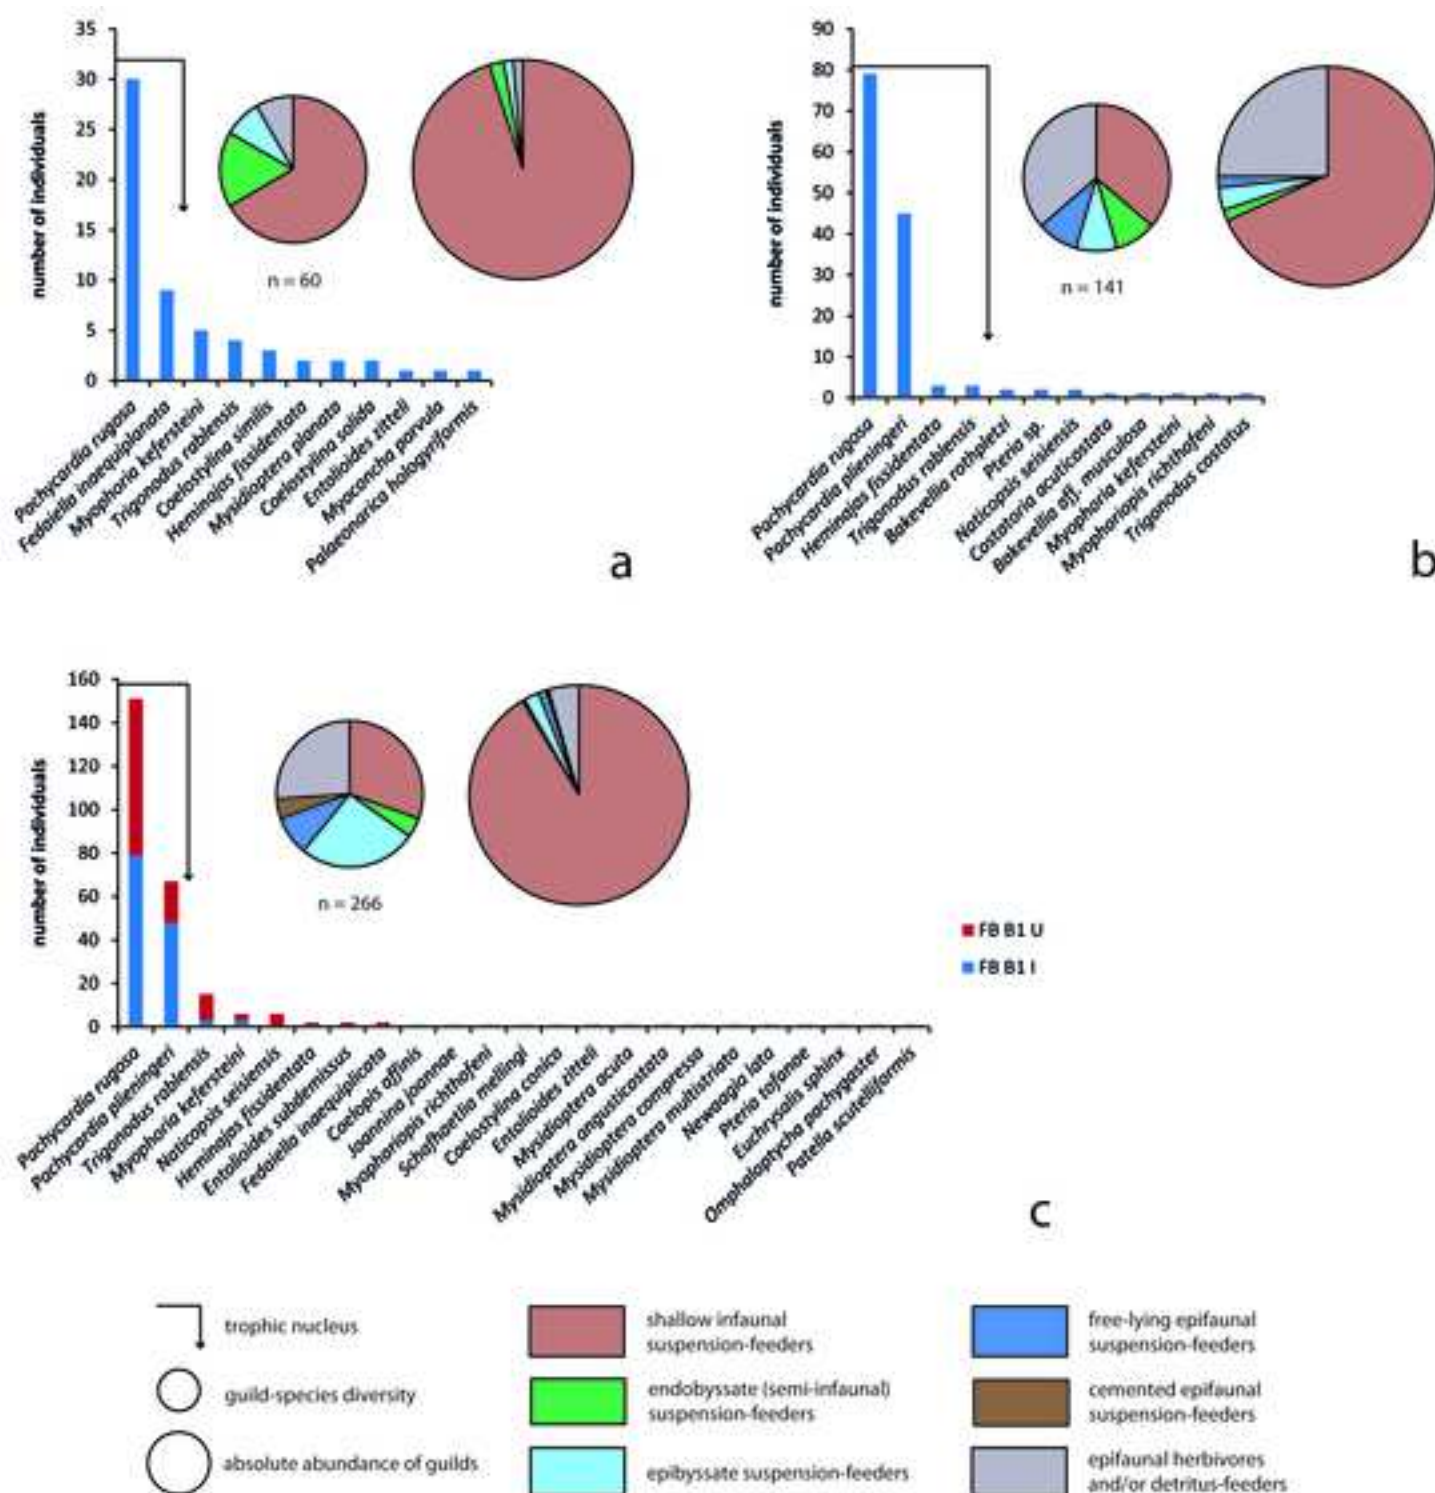 35
30
25
20
15
10
5
0
number of individuals
n = 60
Pachycardia rugosa
Fedaiella inaequiplanata
Myophoria kefersteini
Trigonodus rablensis
Coelostylina similis
Heminajas fissidentata
Mysidioptera planata
Coelostylina solida
Entolioides zitteli
Myoconcha parvula
Palaeonarica hologyriformis
a
90
80
70
60
50
40
30
20
10
0
number of individuals
n = 141
Pachycardia rugosa
Pachycardia plieningeri
Heminajas fissidentata
Trigonodus rablensis
Bakevellia rothpletzi
Pteria sp.
Naticopsis seisiensis
Costatoria acuticostata
Bakevellia aff. musculosa
Myophoria kefersteini
Myophoriopis richthofeni
Trigonodus costatus
b
160
140
120
100
80
60
40
20
0
number of individuals
n = 266
FB B1 U
FB B1 I
Pachycardia rugosa
Pachycardia plieningeri
Trigonodus rablensis
Myophoria kefersteini
Naticopsis seisiensis
Heminajas fissidentata
Entolioides subdemissus
Fedaiella inaequiplicata
Coelopis affinis
Joannina joannae
Myophoriopis richthofeni
Schafhaetlia mellingi
Coelostylina conica
Entolioides zitteli
Mysidioptera acuta
Mysidioptera angusticostata
Mysidioptera compressa
Mysidioptera multistriata
Newaagia lata
Pteria tofanae
Euchrysalis sphinx
Omphaloptycha pachygaster
Patella scutelliformis
c
trophic nucleus
guild-species diversity
absolute abundance of guilds
shallow infaunal
suspension-feeders
endobyssate (semi-infaunal)
suspension-feeders
epibyssate suspension-feeders
free-lying epifaunal
suspension-feeders
cemented epifaunal
suspension-feeders
epifaunal herbivores
and/or detritus-feeders